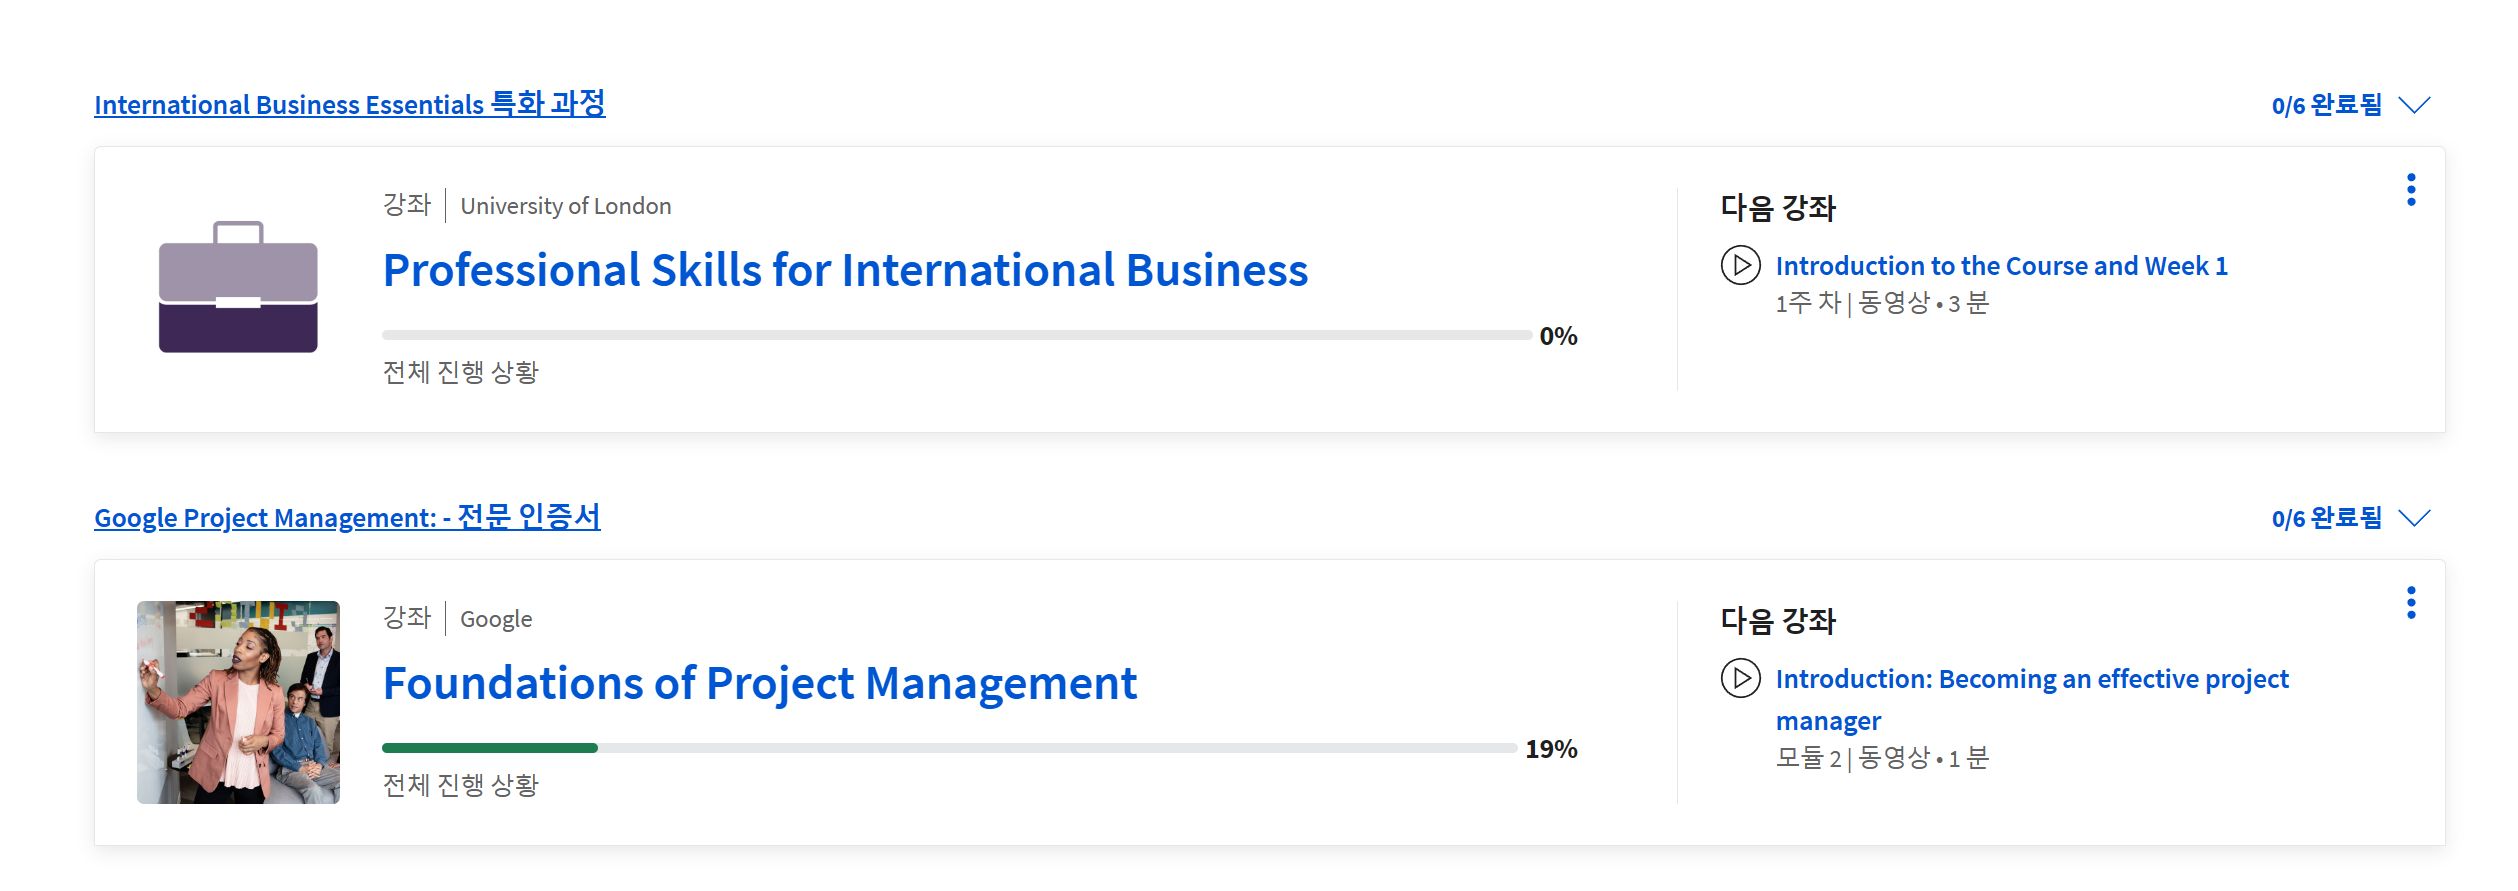 International Business Essentials 특화 과정
0/6 완료됨
강좌 | University of London
Professional Skills for International Business
0%
전체 진행 상황
다음 강좌
Introduction to the Course and Week 1
1주 차 | 동영상 • 3 분
Google Project Management: - 전문 인증서
0/6 완료됨
강좌 | Google
Foundations of Project Management
19%
전체 진행 상황
다음 강좌
Introduction: Becoming an effective project
manager
모듈 2 | 동영상 • 1 분